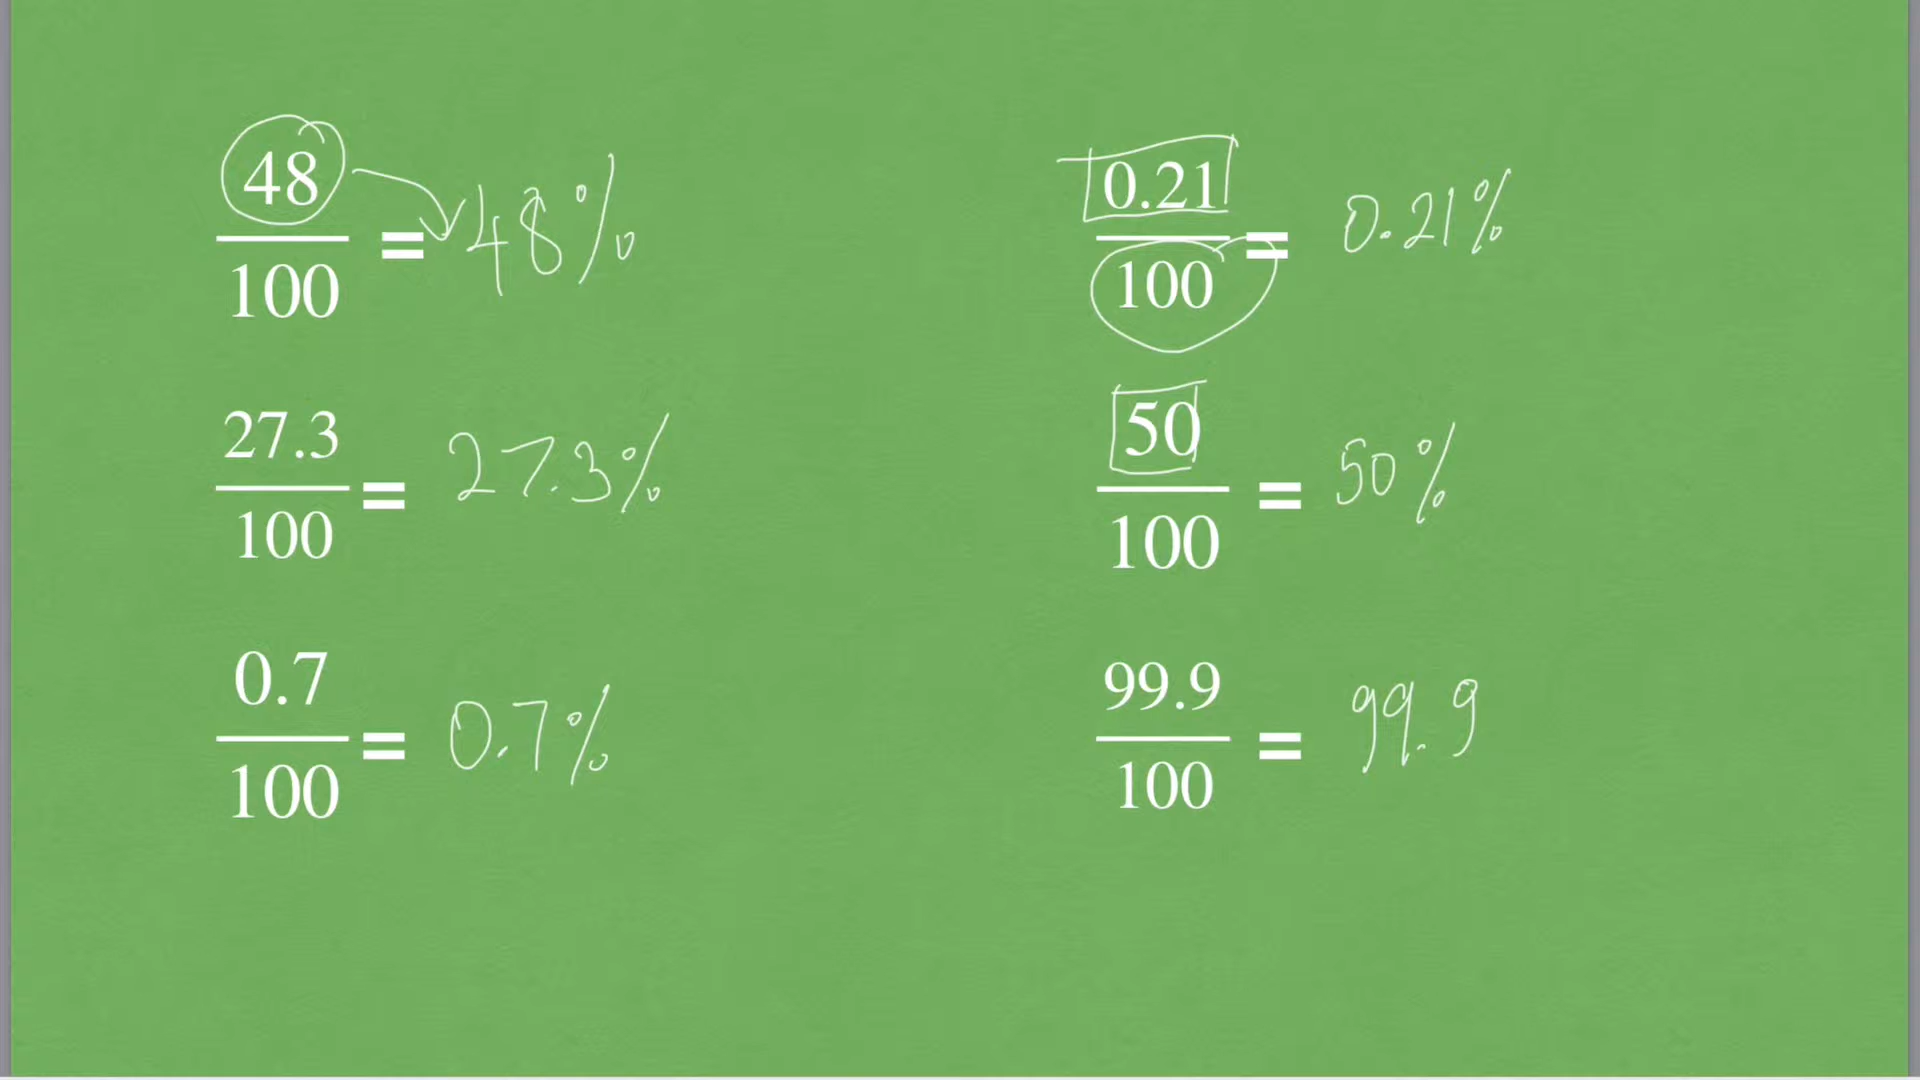 48/100 = 48%
0.21/100 = 0.21%
27.3/100 = 27.3%
50/100 = 50%
0.7/100 = 0.7%
99.9/100 = 99.9